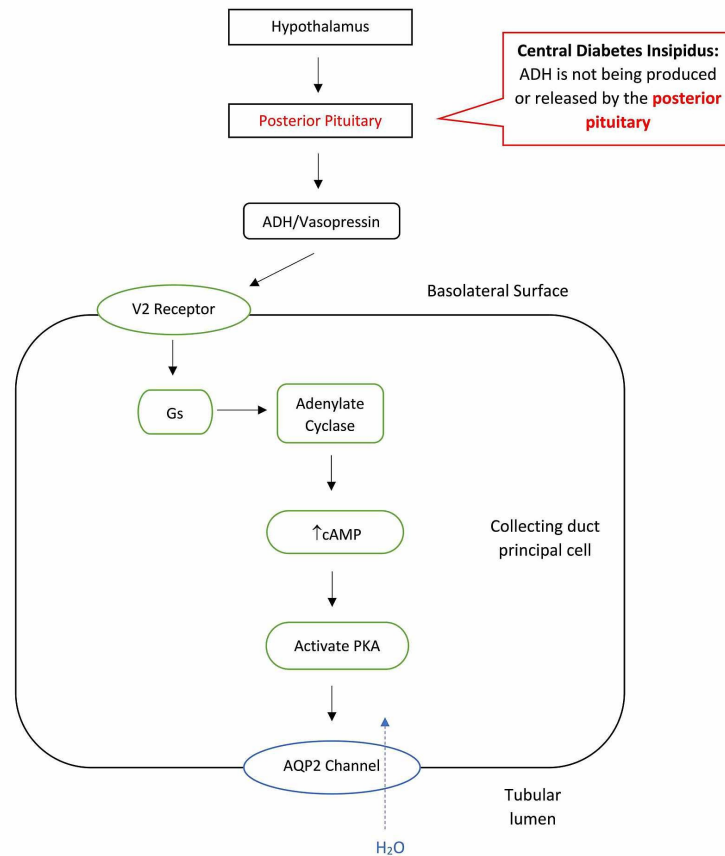 Hypothalamus
Central Diabetes Insipidus:
ADH is not being produced
or released by the posterior
pituitary
Posterior Pituitary
ADH/Vasopressin
Basolateral Surface
V2 Receptor
Gs
Adenylate
Cyclase
↑cAMP
Collecting duct
principal cell
Activate PKA
AQP2 Channel
Tubular
lumen
H₂O